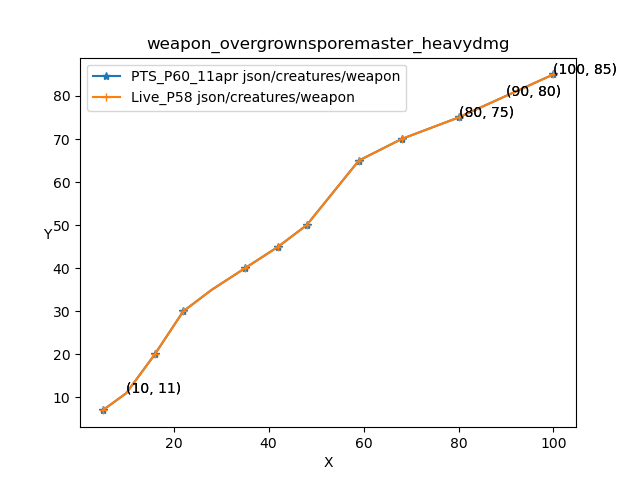 weapon_overgrownsporemaster_heavydmg
PTS_P60_11apr json/creatures/weapon
Live_P58 json/creatures/weapon
(100, 85)
(90, 80)
(80, 75)
(10, 11)
80
70
60
50
40
30
20
10
Y
20 40 60 80 100
X